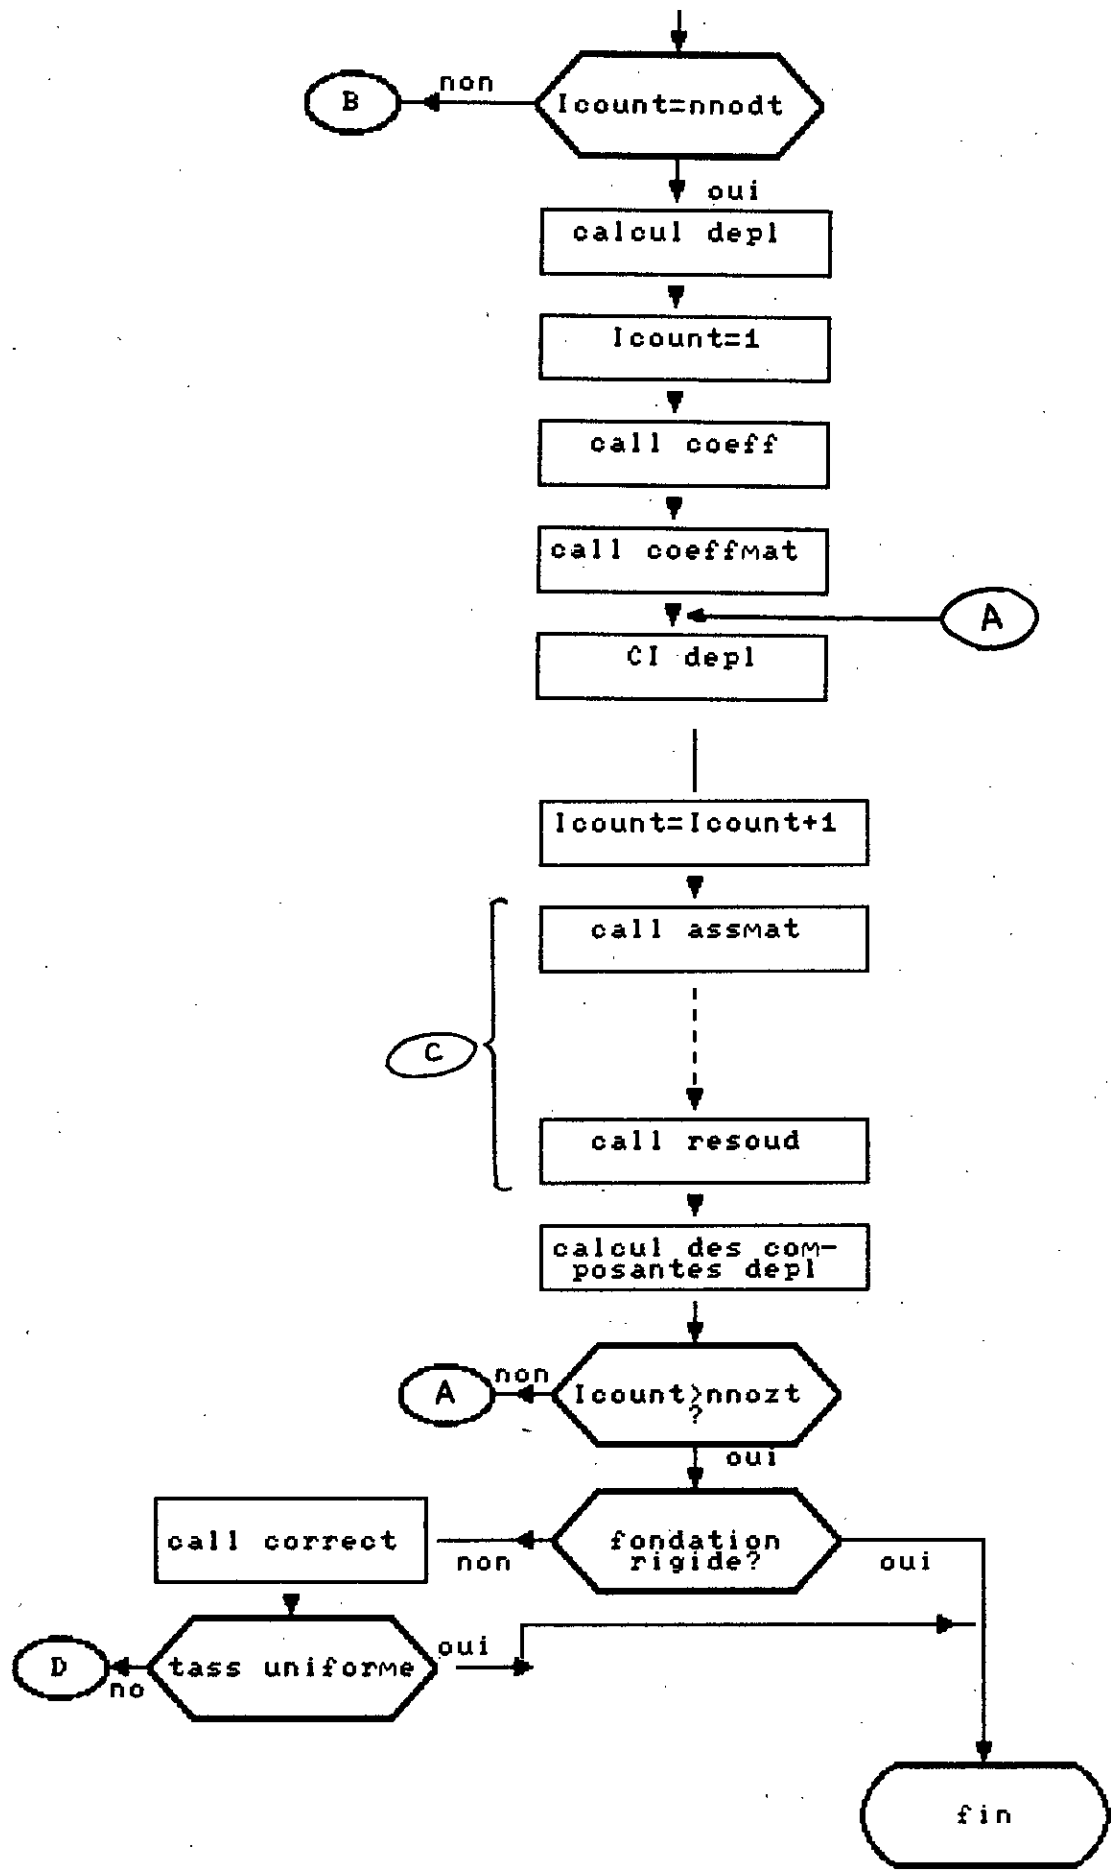 non
B
Icount=nnodt
oui
calcul depl
Icount=1
call coeff
call coeffmat
A
CI depl
Icount=Icount+1
call assmat
C
call resoud
calcul des com-
posantes depl
non
A
Icount>nnozt
?
oui
call correct
non
fondation
rigide?
oui
D
no
tass uniforme
oui
fin